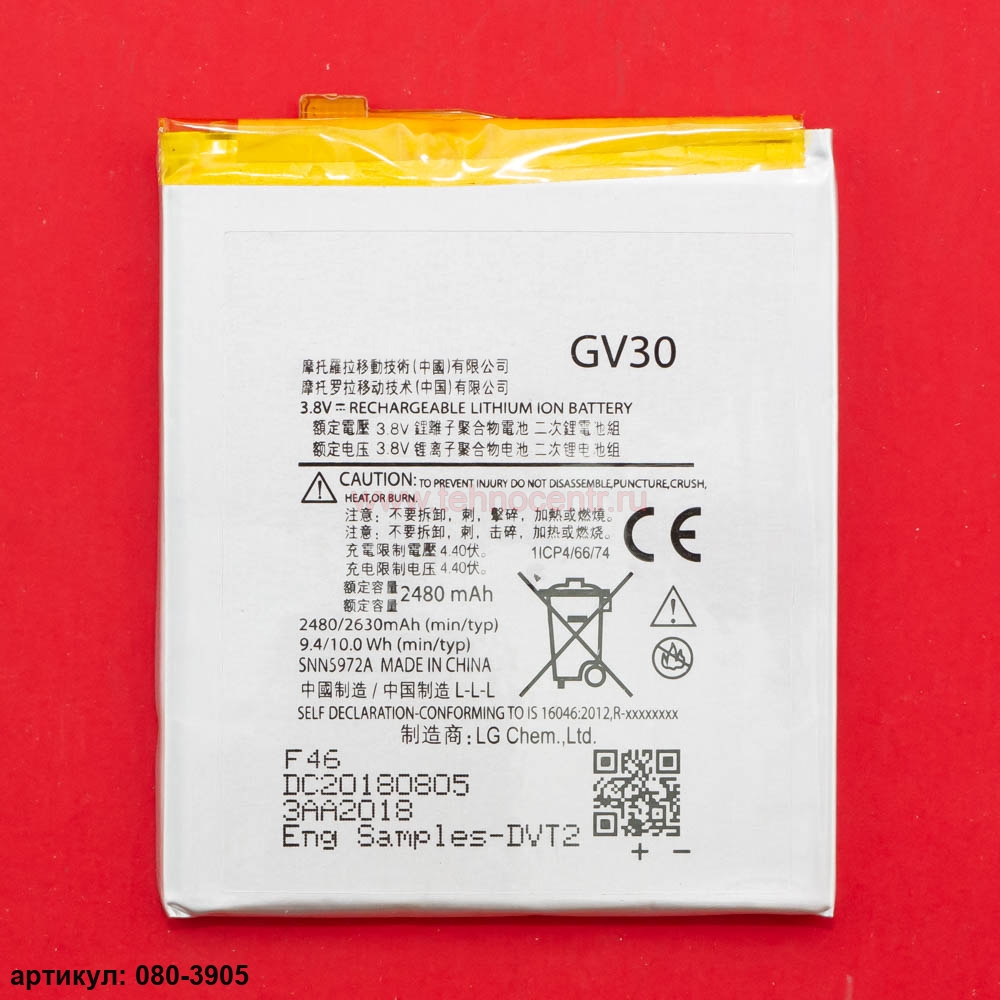 GV30
摩托羅拉移動技術(中國)有限公司
摩托罗拉移动技术(中国)有限公司
3.8V⎓RECHARGEABLE LITHIUM ION BATTERY
額定電壓 3.8V 鋰離子聚合物電池 二次鋰電池組
额定电压 3.8V 锂离子聚合物电池 二次锂电池组
CAUTION: TO PREVENT INJURY DO NOT DISASSEMBLE,PUNCTURE,CRUSH,
HEAT,OR BURN.
www.tehnocentr.ru
注意: 不要拆卸, 刺, 擊碎, 加熱或燃燒。
注意: 不要拆卸, 刺, 击碎, 加热或燃烧。
充電限制電壓 4.40伏。
充电限制电压 4.40伏。
1ICP4/66/74
CE
額定容量
额定容量 2480 mAh
2480/2630mAh (min/typ)
9.4/10.0 Wh (min/typ)
SNN5972A MADE IN CHINA
中國制造 / 中国制造 L-L-L
SELF DECLARATION-CONFORMING TO IS 16046:2012,R-xxxxxxxx
制造商: LG Chem.,Ltd.
F46
DC20180805
3AA2018
Eng Samples-DVT2
+ −
артикул: 080-3905